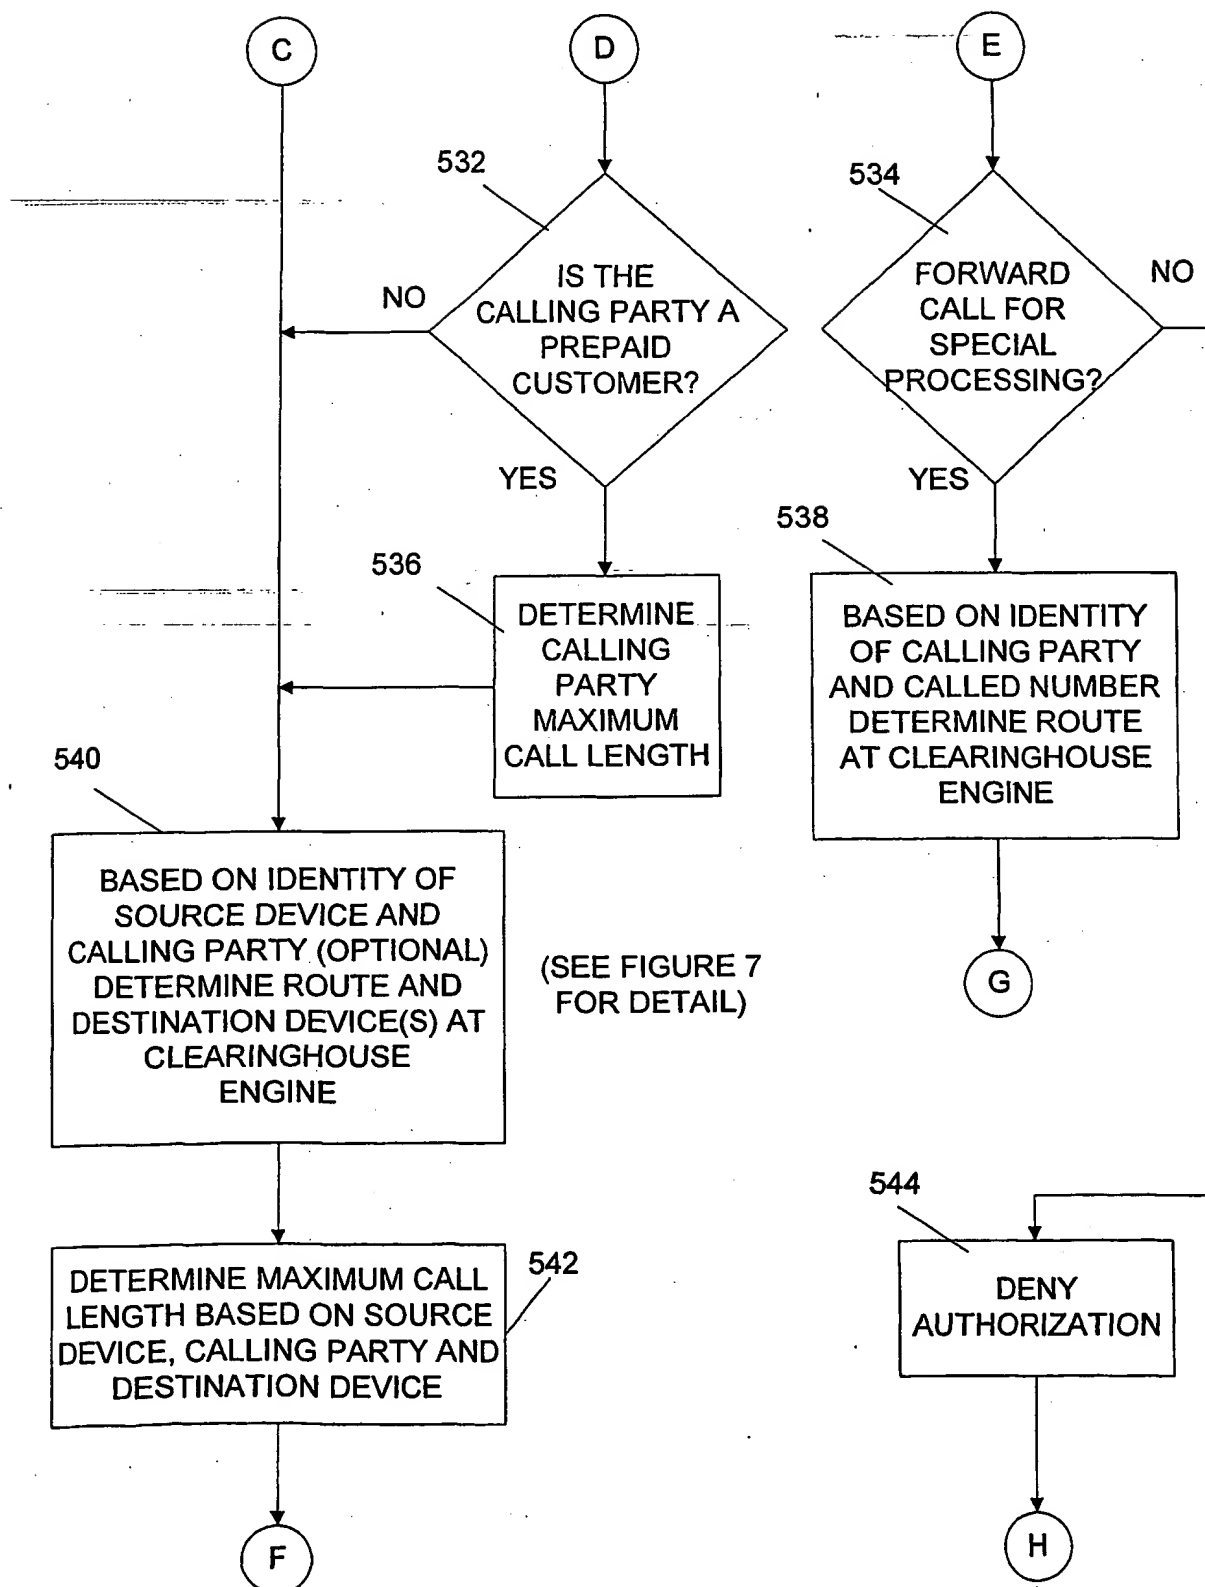 C
D
E
532
534
IS THE
CALLING PARTY A
PREPAID
CUSTOMER?
NO
FORWARD
CALL FOR
SPECIAL
PROCESSING?
NO
YES
YES
536
538
DETERMINE
CALLING
PARTY
MAXIMUM
CALL LENGTH
BASED ON IDENTITY
OF CALLING PARTY
AND CALLED NUMBER
DETERMINE ROUTE
AT CLEARINGHOUSE
ENGINE
540
BASED ON IDENTITY OF
SOURCE DEVICE AND
CALLING PARTY (OPTIONAL)
DETERMINE ROUTE AND
DESTINATION DEVICE(S) AT
CLEARINGHOUSE
ENGINE
(SEE FIGURE 7
FOR DETAIL)
G
544
DETERMINE MAXIMUM CALL
LENGTH BASED ON SOURCE
DEVICE, CALLING PARTY AND
DESTINATION DEVICE
542
DENY
AUTHORIZATION
F
H